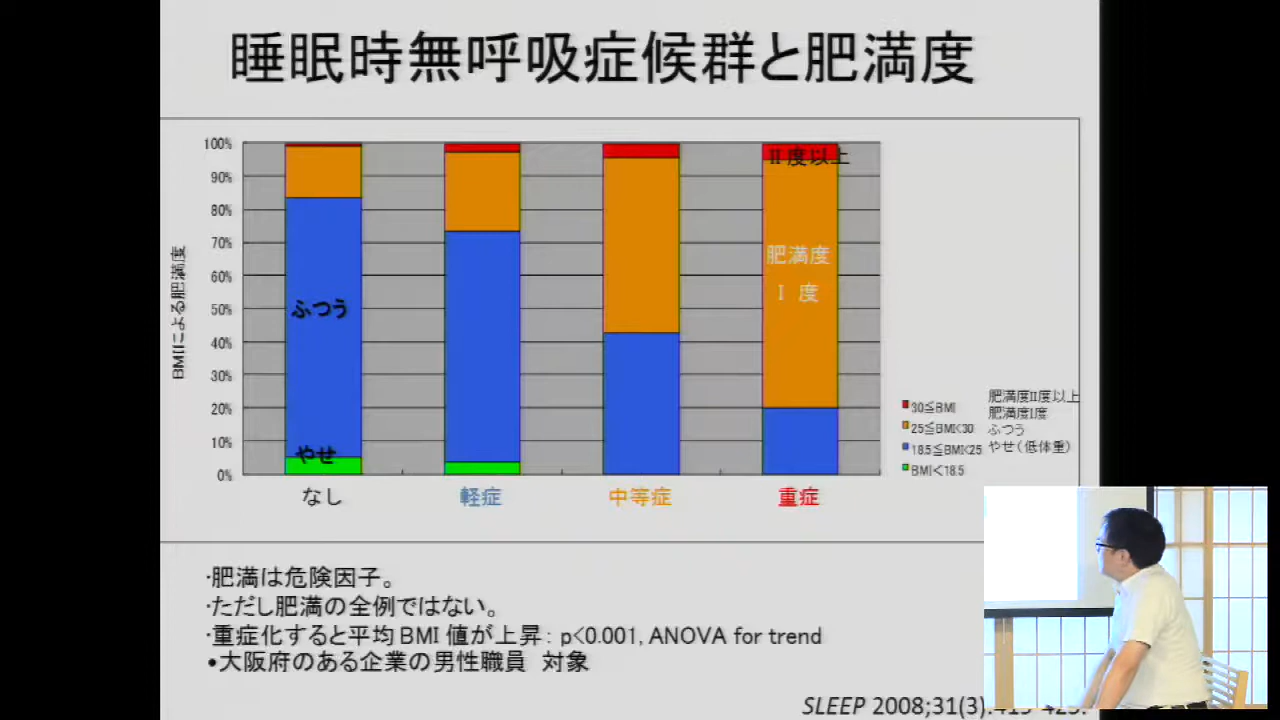 睡眠時無呼吸症候群と肥満度
100%
90%
80%
70%
60%
50%
40%
30%
20%
10%
0%
BMIによる肥満度
ふつう
やせ
II度以上
肥満度
I 度
なし
軽症
中等症
重症
30≦BMI
25≦BMI<30
18.5≦BMI<25
BMI<18.5
肥満度II度以上
肥満度I度
ふつう
やせ(低体重)
・肥満は危険因子。
・ただし肥満の全例ではない。
・重症化すると平均BMI値が上昇: p<0.001, ANOVA for trend
•大阪府のある企業の男性職員 対象
SLEEP 2008;31(3):